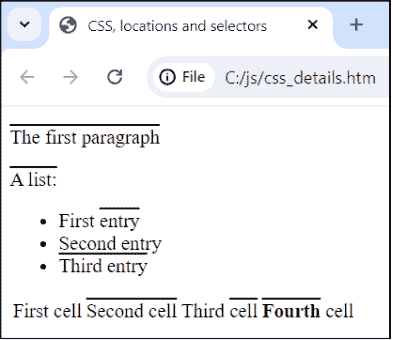 CSS, locations and selectors
File C:/js/css_details.htm
The first paragraph
A list:
First entry
Second entry
Third entry
First cell Second cell Third cell Fourth cell